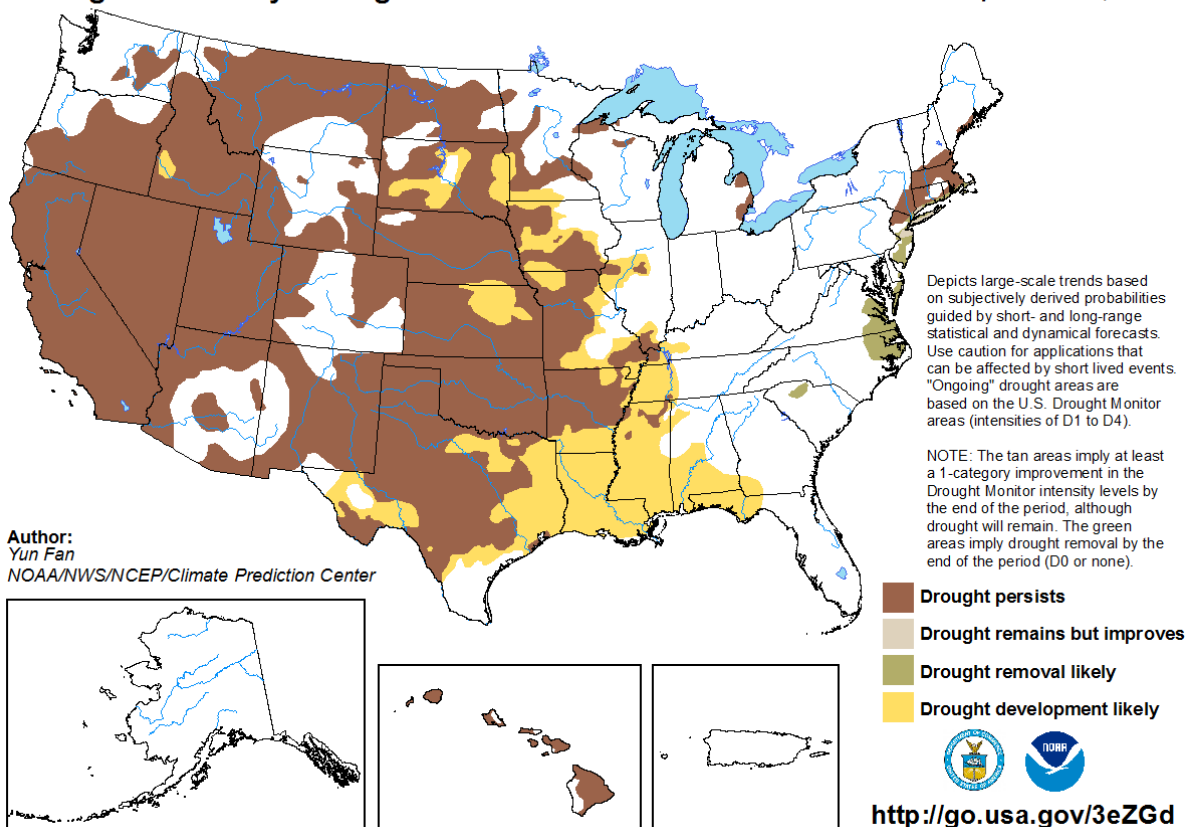 Depicts large-scale trends based
on subjectively derived probabilities
guided by short- and long-range
statistical and dynamical forecasts.
Use caution for applications that
can be affected by short lived events.
"Ongoing" drought areas are
based on the U.S. Drought Monitor
areas (intensities of D1 to D4).
NOTE: The tan areas imply at least
a 1-category improvement in the
Drought Monitor intensity levels by
the end of the period, although
drought will remain. The green
areas imply drought removal by the
end of the period (D0 or none).
Author:
Yun Fan
NOAA/NWS/NCEP/Climate Prediction Center
Drought persists
Drought remains but improves
Drought removal likely
Drought development likely
NOAA
http://go.usa.gov/3eZGd